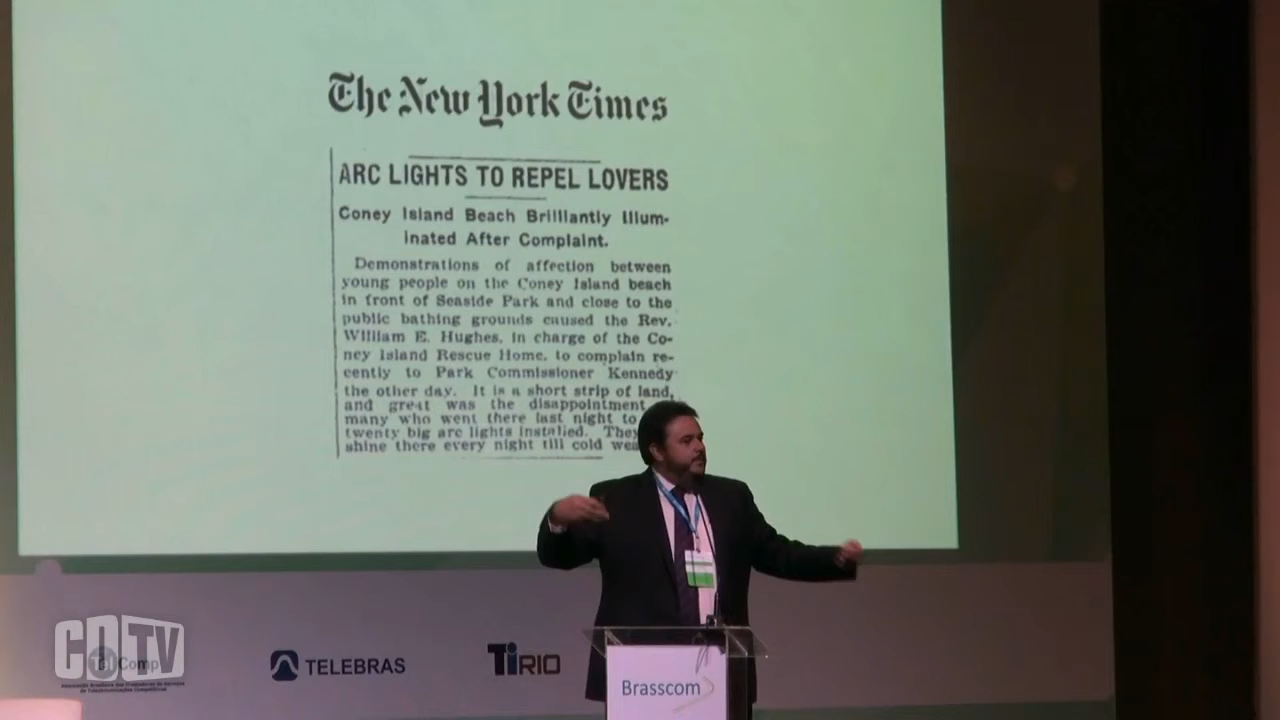 The New York Times
ARC LIGHTS TO REPEL LOVERS
Coney Island Beach Brilliantly Illum-
inated After Complaint.
Demonstrations of affection between
young people on the Coney Island beach
in front of Seaside Park and close to the
public bathing grounds caused the Rev.
William E. Hughes, in charge of the Co-
ney Island Rescue Home, to complain re-
cently to Park Commissioner Kennedy
the other day. It is a short strip of land,
and great was the disappointment
many who went there last night to
twenty big arc lights installed. They
shine there every night till cold
CDTV
Comp
TELEBRAS
TI RIO
Brasscom